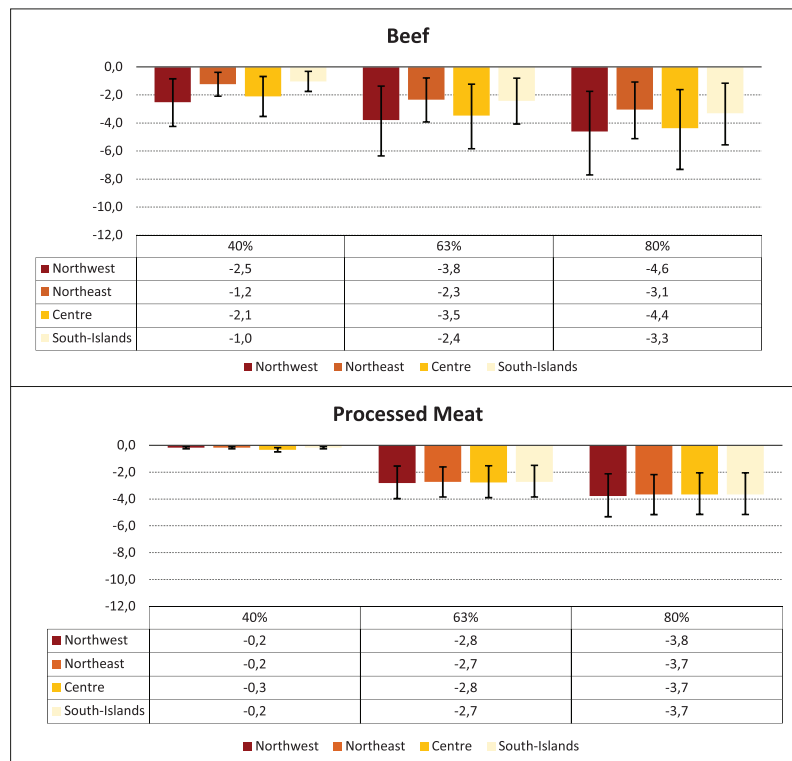 Beef
0,0
-2,0
-4,0
-6,0
-8,0
-10,0
-12,0
40% 63% 80%
Northwest -2,5 -3,8 -4,6
Northeast -1,2 -2,3 -3,1
Centre -2,1 -3,5 -4,4
South-Islands -1,0 -2,4 -3,3
Northwest Northeast Centre South-Islands
Processed Meat
0,0
-2,0
-4,0
-6,0
-8,0
-10,0
-12,0
40% 63% 80%
Northwest -0,2 -2,8 -3,8
Northeast -0,2 -2,7 -3,7
Centre -0,3 -2,8 -3,7
South-Islands -0,2 -2,7 -3,7
Northwest Northeast Centre South-Islands